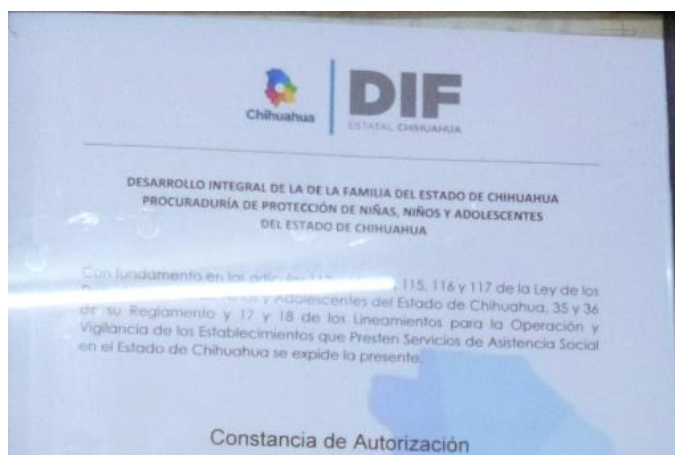 Chihuahua
DIF
ESTATAL CHIHUAHUA
DESARROLLO INTEGRAL DE LA DE LA FAMILIA DEL ESTADO DE CHIHUAHUA
PROCURADURÍA DE PROTECCIÓN DE NIÑAS, NIÑOS Y ADOLESCENTES
DEL ESTADO DE CHIHUAHUA
Con fundamento en los 115, 116 y 117 de la Ley de los
y Adolescentes del Estado de Chihuahua, 35 y 36
de su Reglamento y 17 y 18 de los Lineamientos para la Operación y
Vigilancia de los Establecimientos que Presten Servicios de Asistencia Social
en el Estado de Chihuahua se expide la presente.
Constancia de Autorización